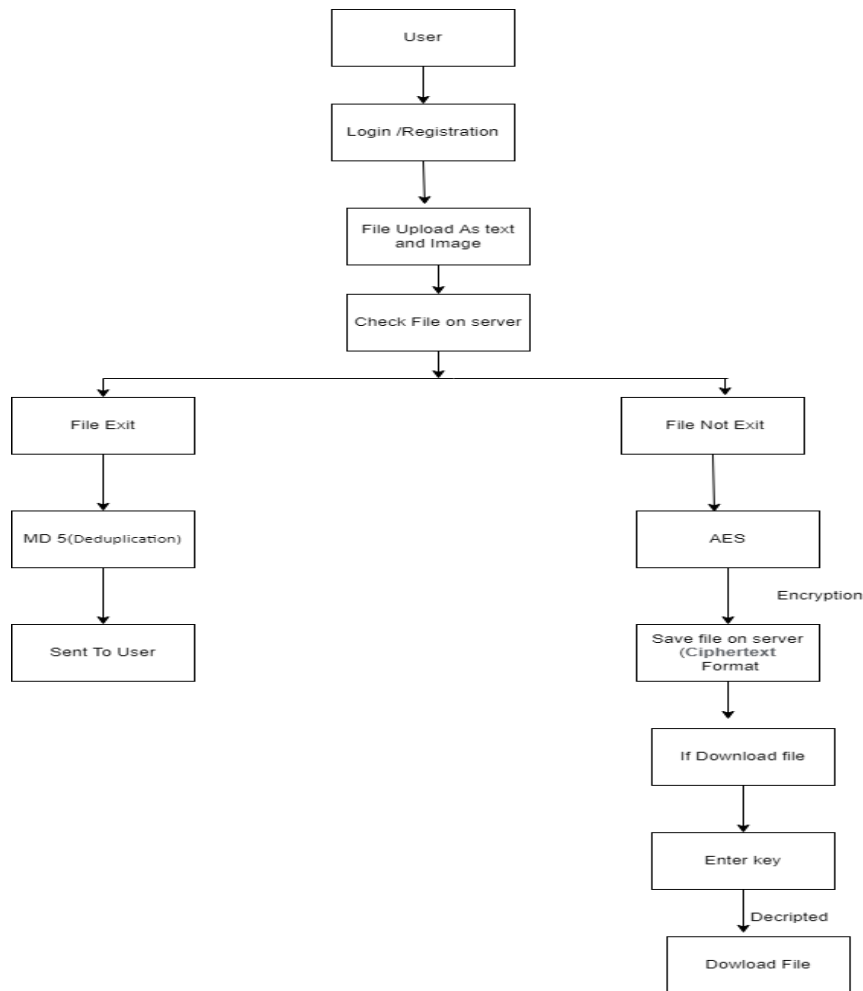 User
Login /Registration
File Upload As text
and Image
Check File on server
File Exit
File Not Exit
MD 5(Deduplication)
AES
Encryption
Sent To User
Save file on server
(Ciphertext
Format
If Download file
Enter key
Decripted
Dowload File